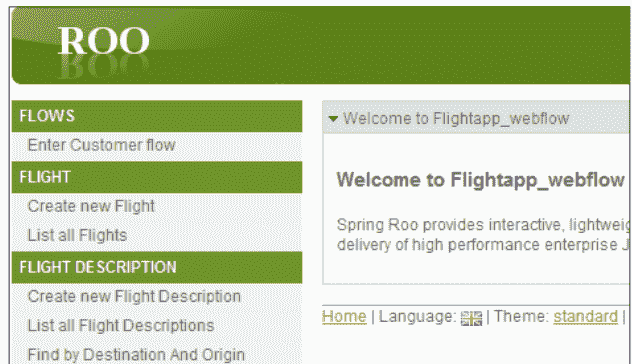 ROO
FLOWS
Enter Customer flow
FLIGHT
Create new Flight
List all Flights
FLIGHT DESCRIPTION
Create new Flight Description
List all Flight Descriptions
Find by Destination And Origin
Welcome to Flightapp_webflow
Welcome to Flightapp_webflow
Spring Roo provides interactive, lightweig
delivery of high performance enterprise J
Home | Language: | Theme: standard |